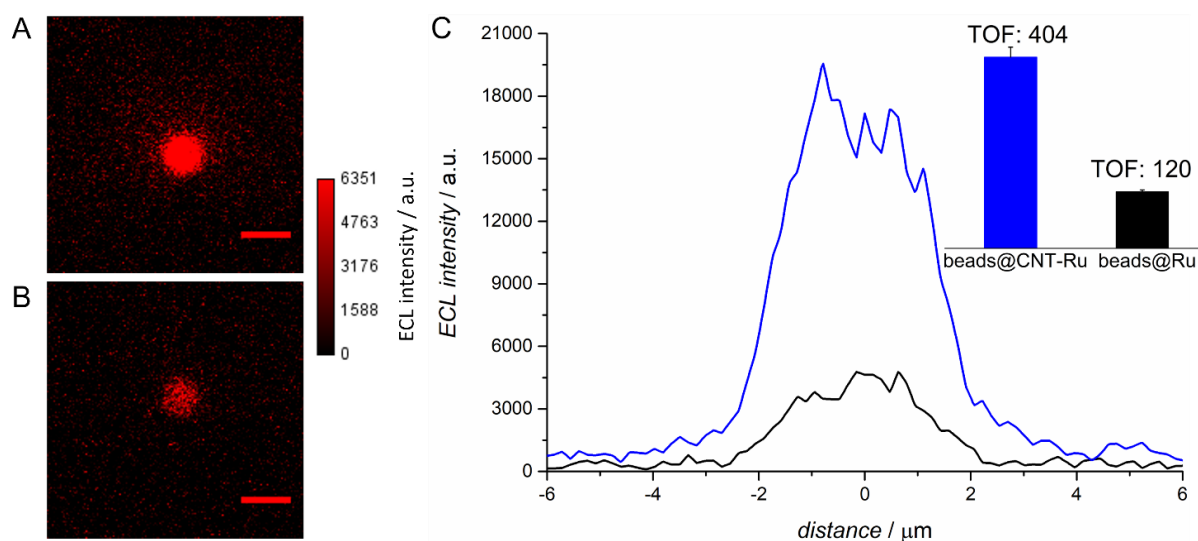 A
B
6351
4763
3176
1588
0
ECL intensity / a.u.
C
21000
18000
15000
12000
9000
6000
3000
0
ECL intensity / a.u.
-6
-4
-2
0
2
4
6
distance / μm
TOF: 404
TOF: 120
beads@CNT-Ru
beads@Ru